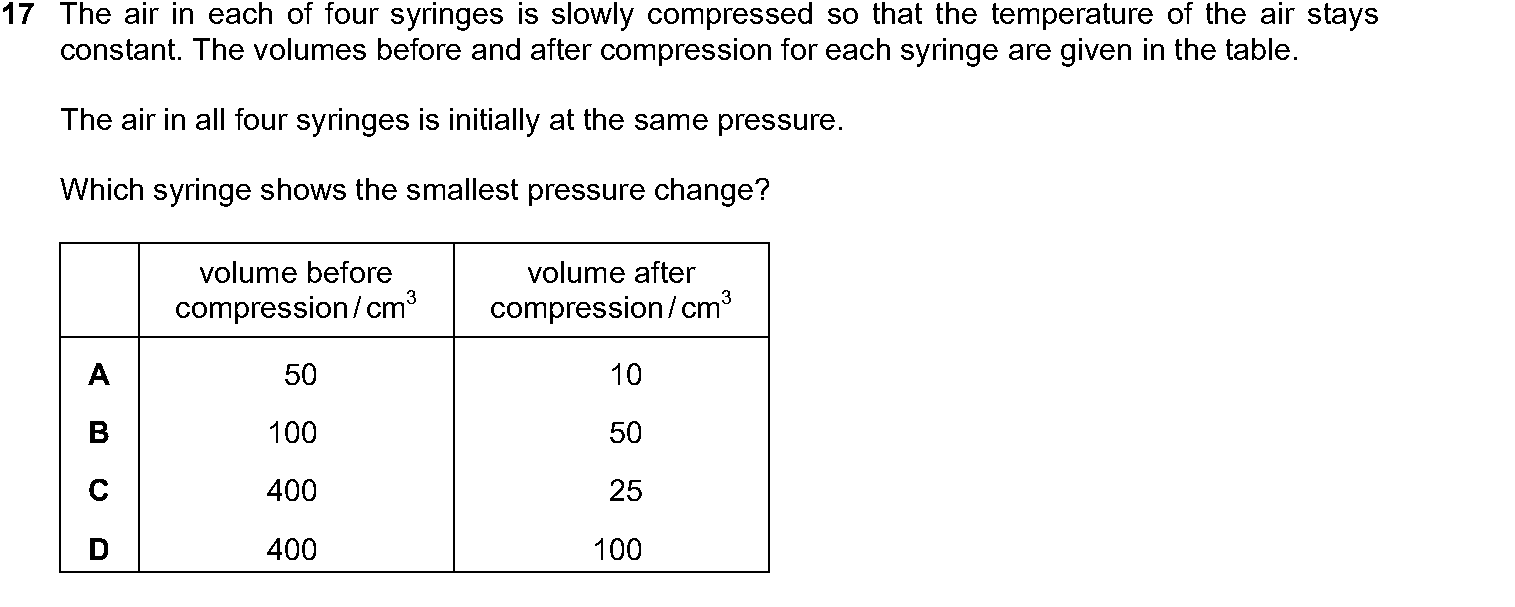 17 The air in each of four syringes is slowly compressed so that the temperature of the air stays
constant. The volumes before and after compression for each syringe are given in the table.
The air in all four syringes is initially at the same pressure.
Which syringe shows the smallest pressure change?
volume before compression / cm³ volume after compression / cm³
A 50 10
B 100 50
C 400 25
D 400 100